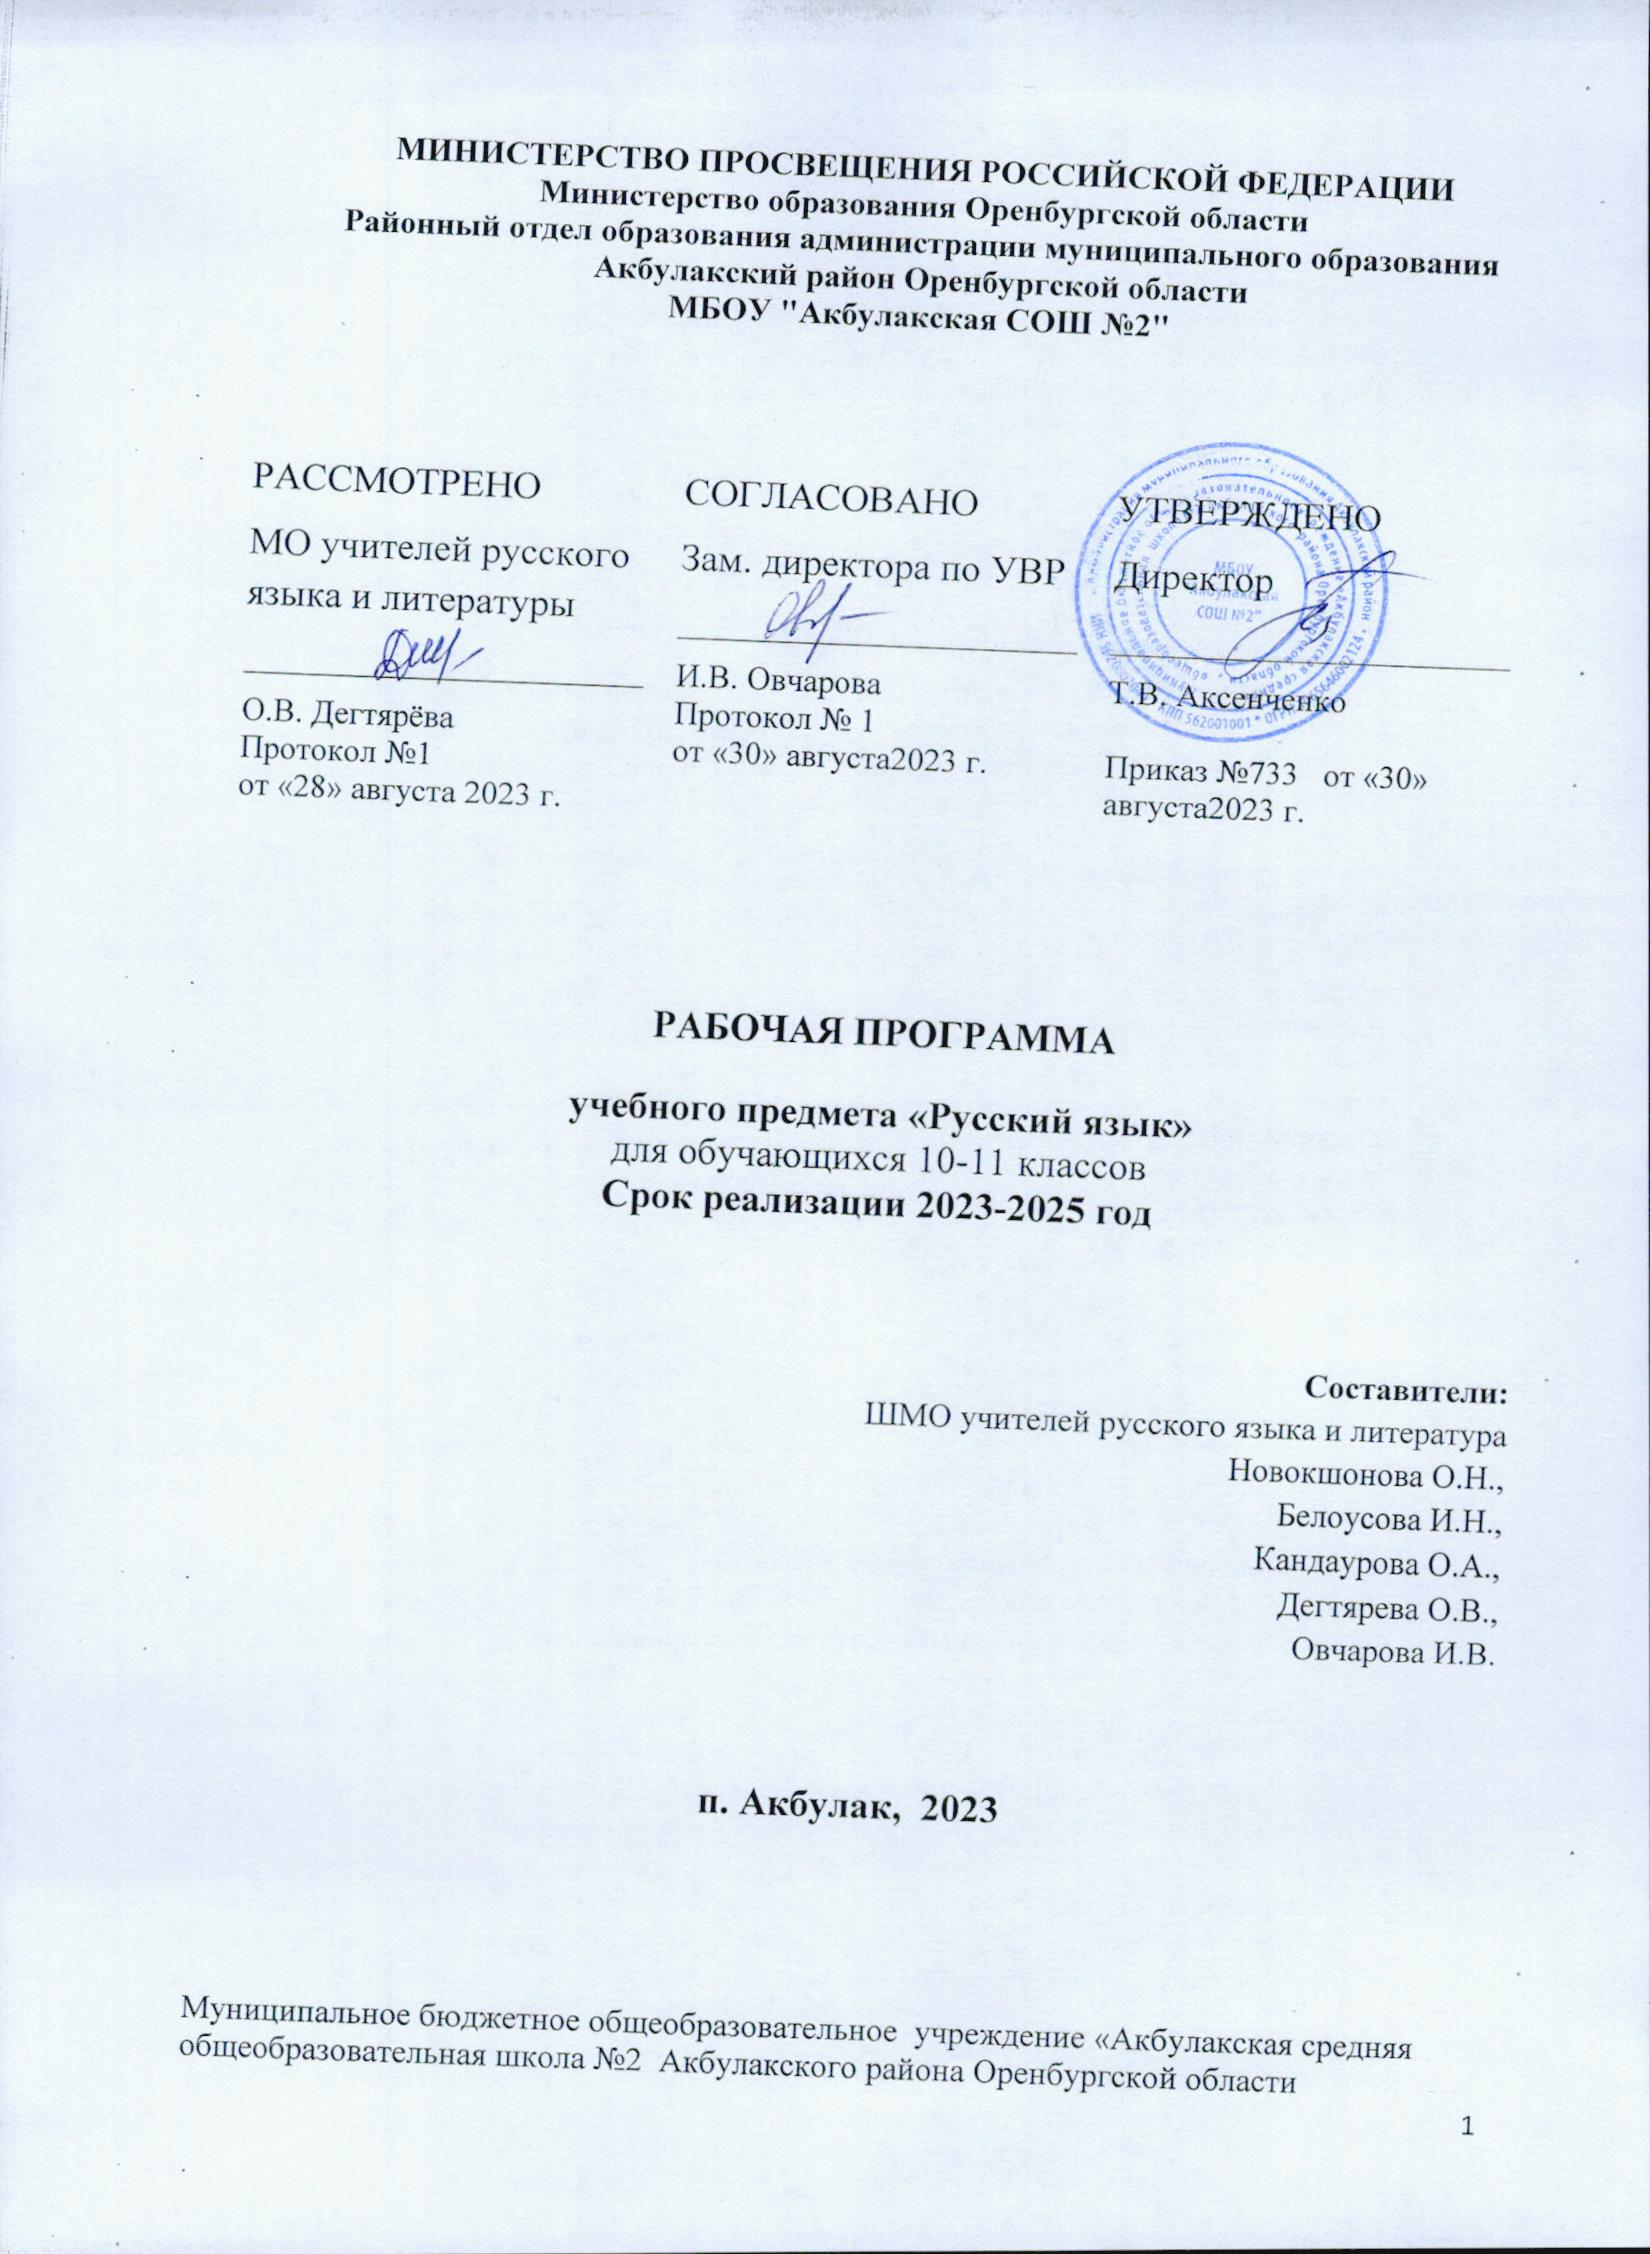 МИНИСТЕРСТВО ПРОСВЕЩЕНИЯ РОССИЙСКОЙ ФЕДЕРАЦИИ
Министерство образования Оренбургской области
Районный отдел образования администрации муниципального образования
Акбулакский район Оренбургской области
МБОУ "Акбулакская СОШ №2"
РАССМОТРЕНО
МО учителей русского
языка и литературы
О.В. Дегтярёва
Протокол №1
от «28» августа 2023 г.
СОГЛАСОВАНО
Зам. директора по УВР
И.В. Овчарова
Протокол № 1
от «30» августа2023 г.
УТВЕРЖДЕНО
Директор
Т.В. Аксенченко
Приказ №733 от «30»
августа2023 г.
МБОУ
Акбулакская
СОШ №2"
РАБОЧАЯ ПРОГРАММА
учебного предмета «Русский язык»
для обучающихся 10-11 классов
Срок реализации 2023-2025 год
Составители:
ШМО учителей русского языка и литература
Новокшонова О.Н.,
Белоусова И.Н.,
Кандаурова О.А.,
Дегтярева О.В.,
Овчарова И.В.
п. Акбулак, 2023
Муниципальное бюджетное общеобразовательное учреждение «Акбулакская средняя
общеобразовательная школа №2 Акбулакского района Оренбургской области
1